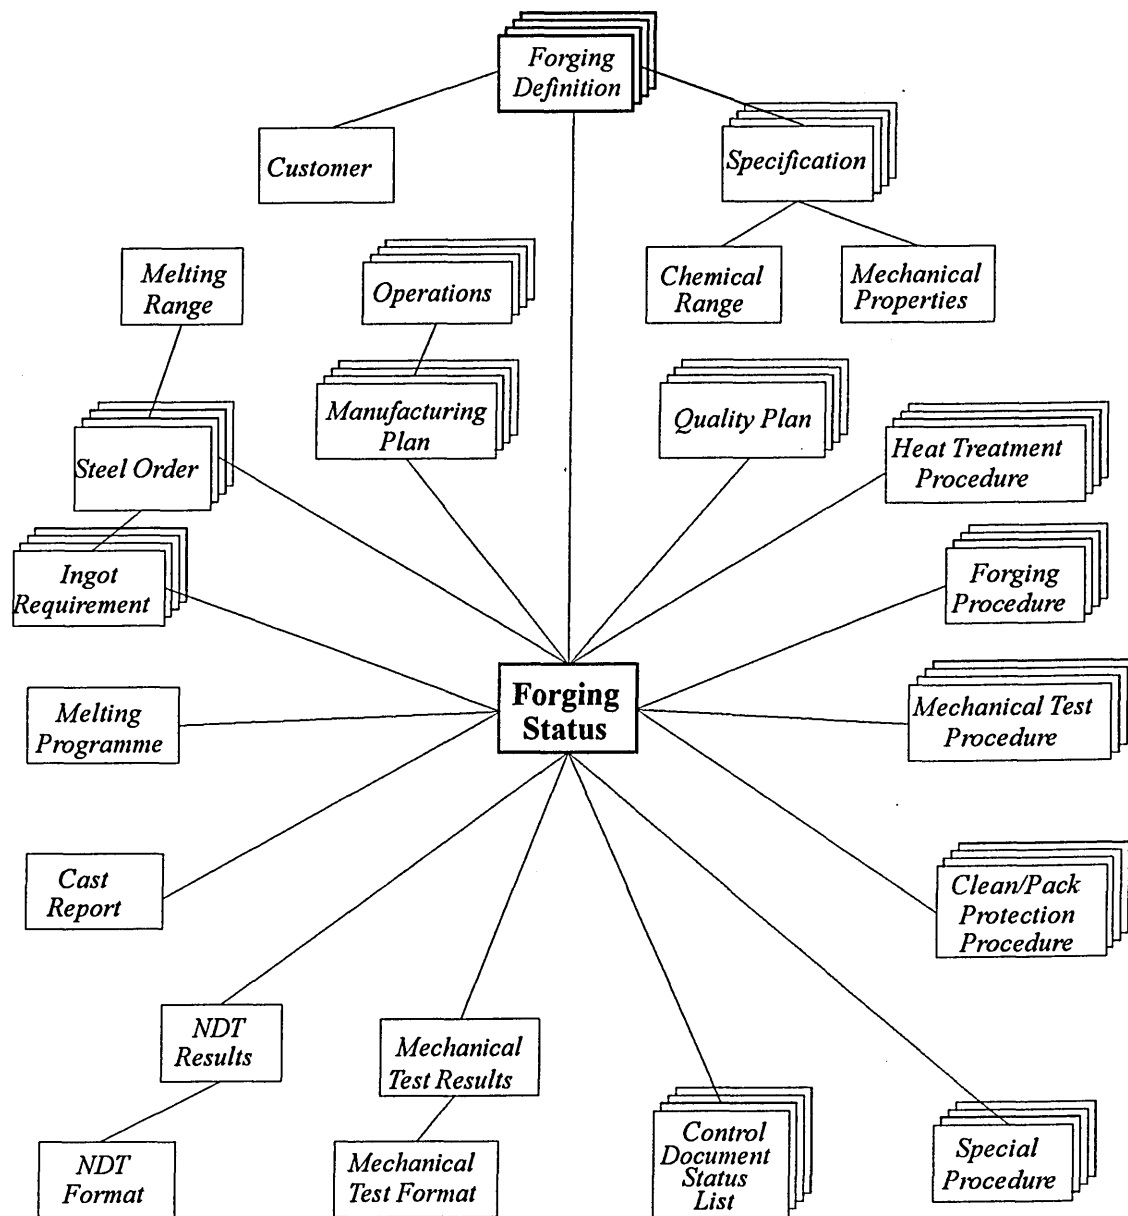 Forging
Definition
Customer
Specification
Melting
Range
Operations
Chemical
Range
Mechanical
Properties
Manufacturing
Plan
Quality Plan
Steel Order
Heat Treatment
Procedure
Ingot
Requirement
Forging
Procedure
Forging
Status
Melting
Programme
Mechanical Test
Procedure
Cast
Report
Clean/Pack
Protection
Procedure
NDT
Results
Mechanical
Test Results
NDT
Format
Mechanical
Test Format
Control
Document
Status
List
Special
Procedure